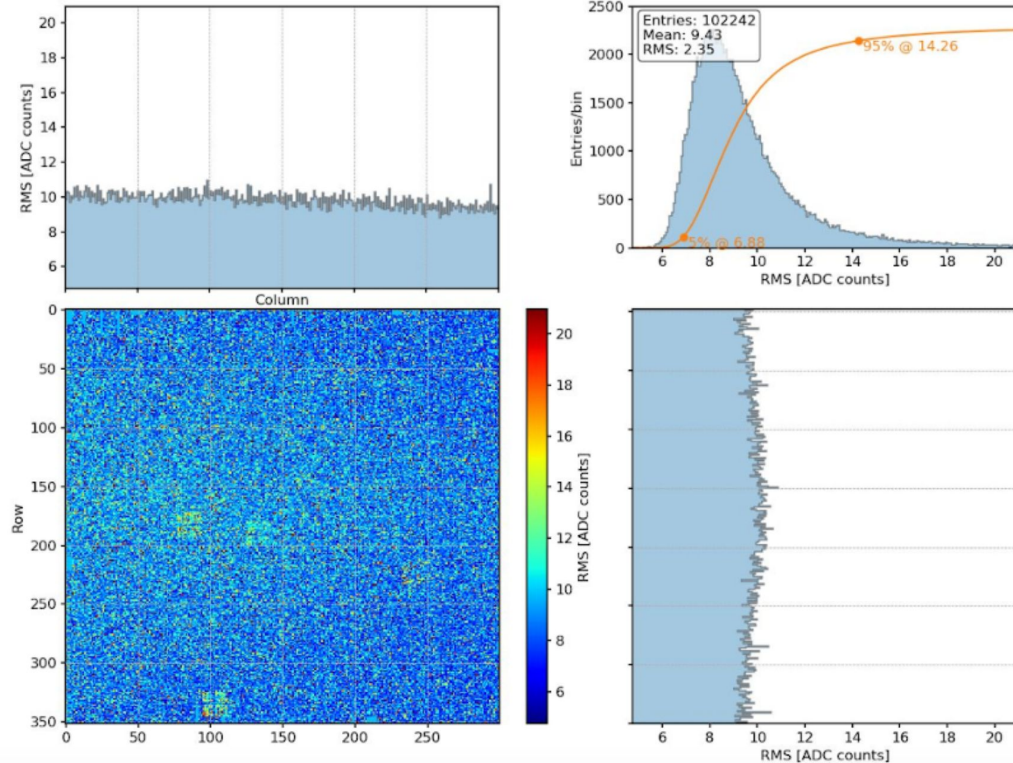 20
18
16
14
12
10
8
6
RMS [ADC counts]
Column
2500
2000
1500
1000
500
0
Entries/bin
Entries: 102242
Mean: 9.43
RMS: 2.35
95% @ 14.26
5% @ 6.88
6 8 10 12 14 16 18 20
RMS [ADC counts]
0
50
100
150
200
250
300
350
Row
0 50 100 150 200 250
20
18
16
14
12
10
8
6
RMS [ADC counts]
6 8 10 12 14 16 18 20
RMS [ADC counts]